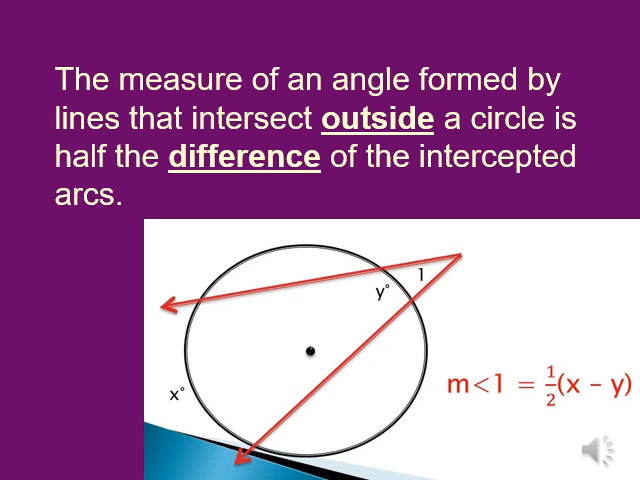 The measure of an angle formed by
lines that intersect outside a circle is
half the difference of the intercepted
arcs.
1
y°
x°
m<1 = 1/2(x – y)